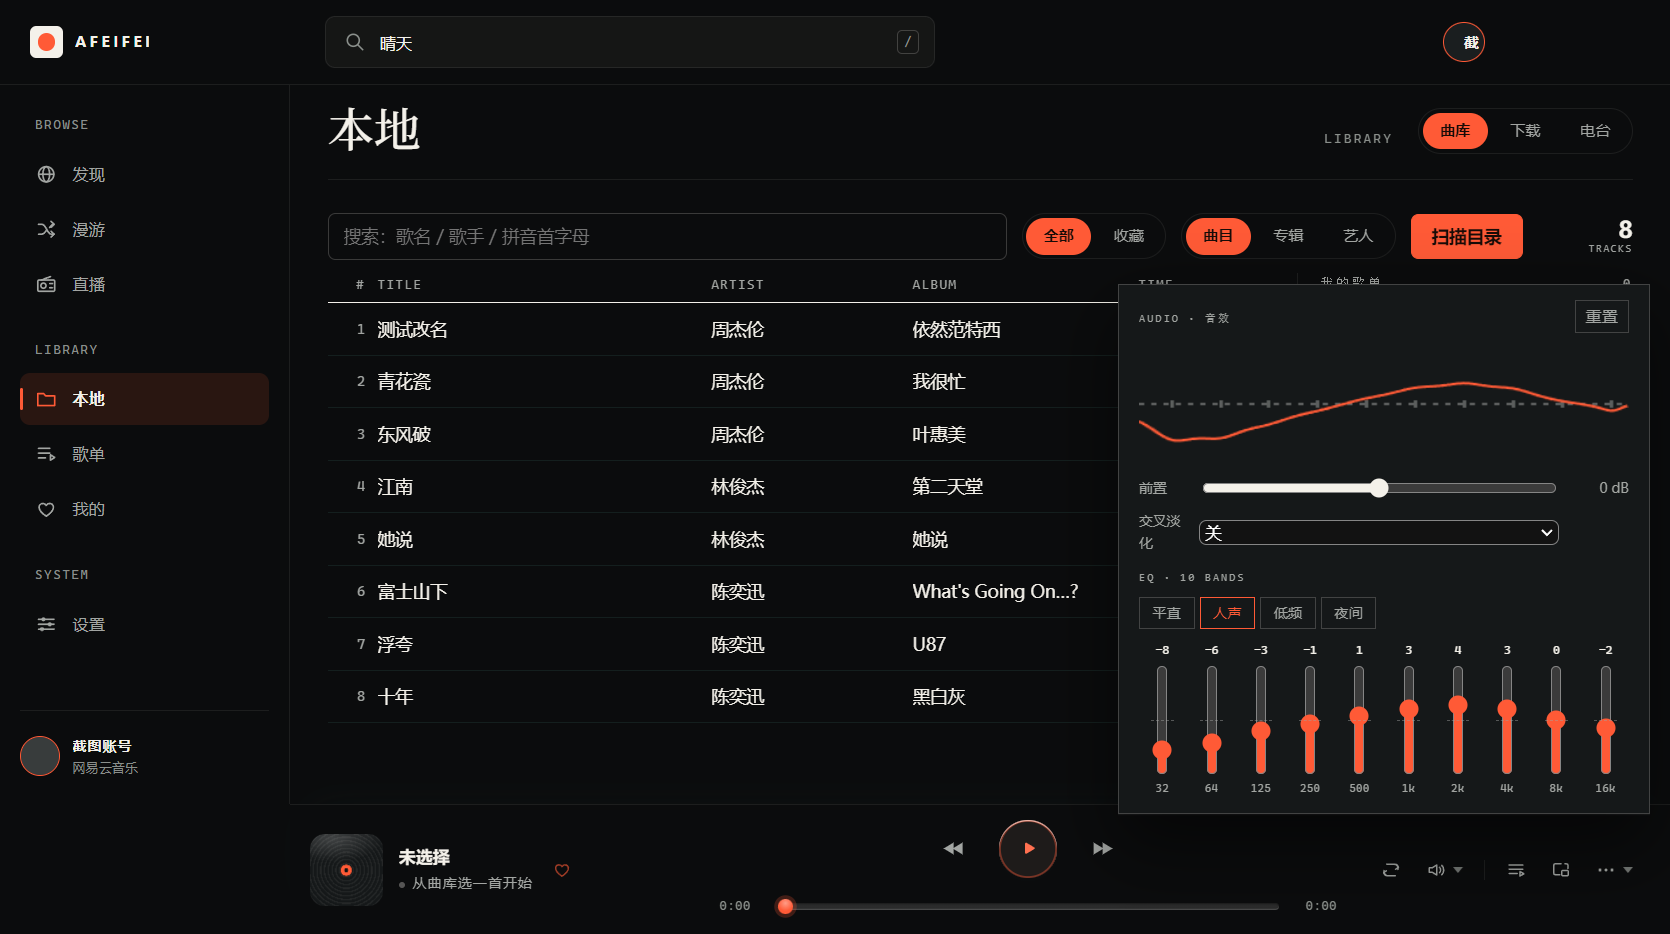 AFEIFEI
晴天
/
截
BROWSE
发现
漫游
直播
LIBRARY
本地
歌单
我的
SYSTEM
设置
截图账号
网易云音乐
本地
LIBRARY
曲库 下载 电台
搜索: 歌名 / 歌手 / 拼音首字母
全部 收藏
曲目 专辑 艺人
扫描目录
8
TRACKS
# TITLE ARTIST ALBUM TIME
我的歌单 0
1 测试改名 周杰伦 依然范特西
2 青花瓷 周杰伦 我很忙
3 东风破 周杰伦 叶惠美
4 江南 林俊杰 第二天堂
5 她说 林俊杰 她说
6 富士山下 陈奕迅 What's Going On...?
7 浮夸 陈奕迅 U87
8 十年 陈奕迅 黑白灰
AUDIO · 音效
重置
前置 0 dB
交叉淡化 关
EQ · 10 BANDS
平直 人声 低频 夜间
−8 −6 −3 −1 1 3 4 3 0 −2
32 64 125 250 500 1k 2k 4k 8k 16k
未选择
从曲库选一首开始
0:00 0:00